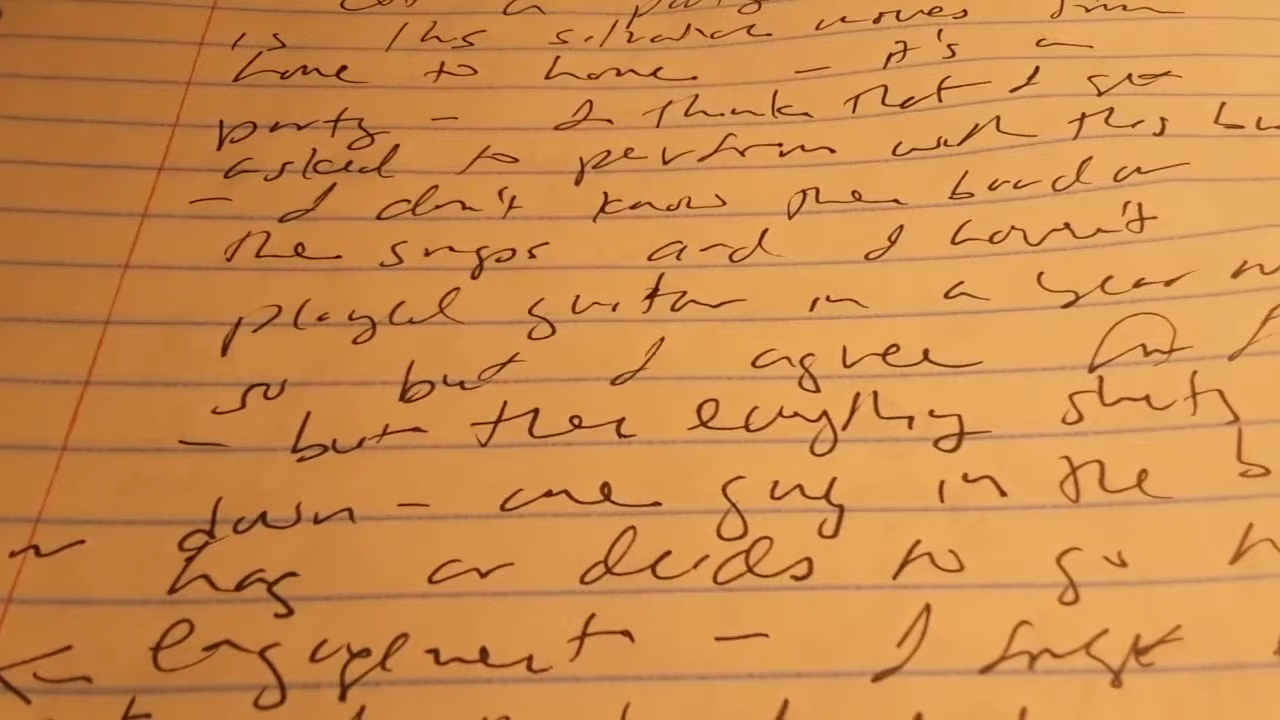 is this moves from
home to home - it's a
party - I think that I get
asked to perform with this
- I don't know the band or
the songs and I haven't
played guitar in a year
so but I agree
- but then everything shuts
down - one guy in the
has or decides to go
engagement - I forget